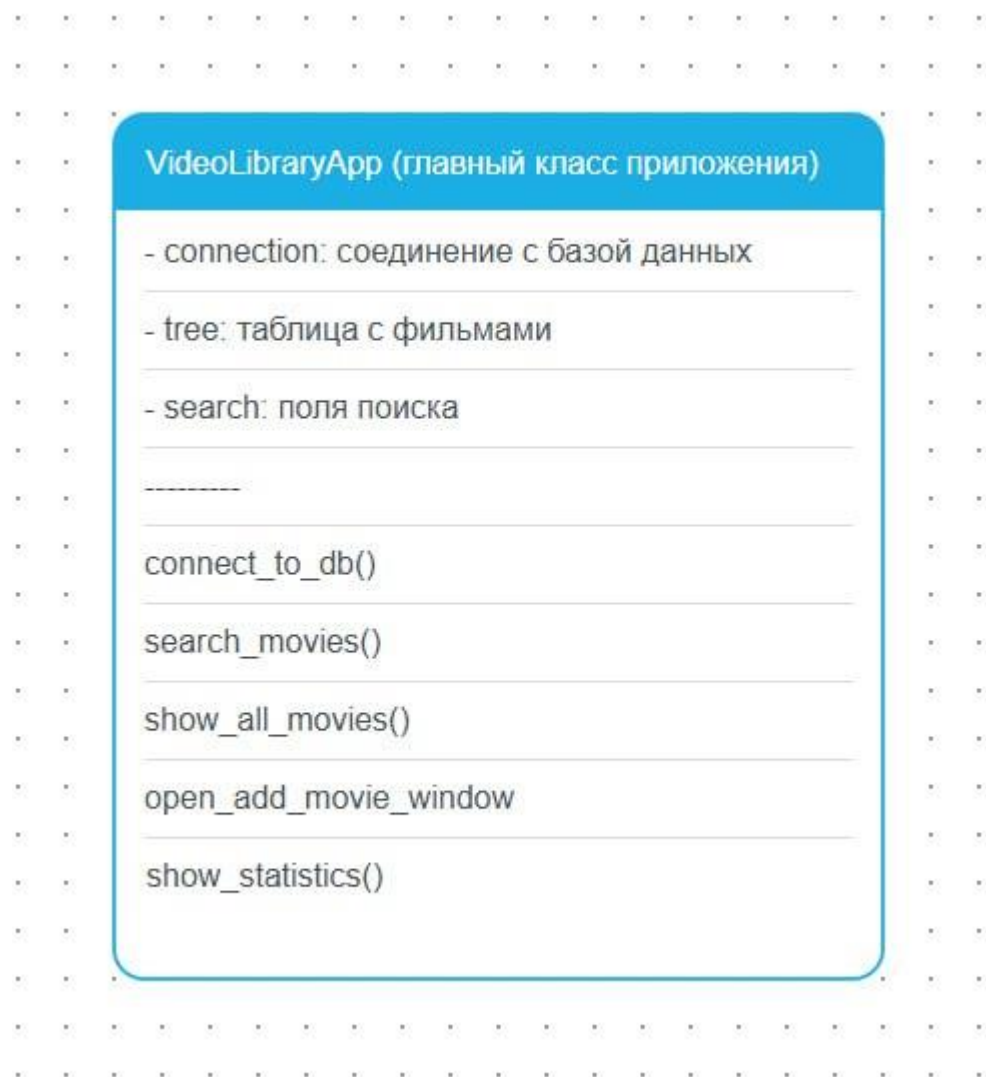 VideoLibraryApp (главный класс приложения)
- connection: соединение с базой данных
- tree: таблица с фильмами
- search: поля поиска
---------
connect_to_db()
search_movies()
show_all_movies()
open_add_movie_window
show_statistics()